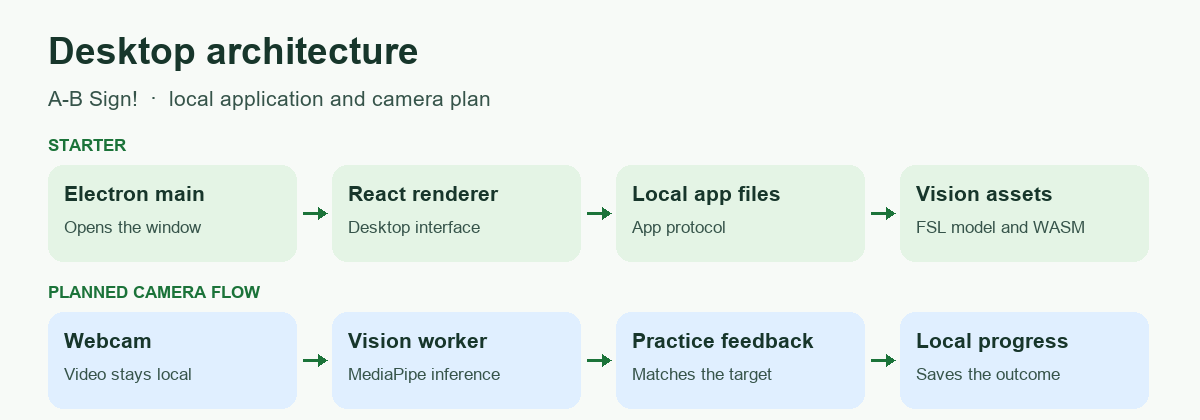 Desktop architecture
A-B Sign! · local application and camera plan
STARTER
Electron main
Opens the window
React renderer
Desktop interface
Local app files
App protocol
Vision assets
FSL model and WASM
PLANNED CAMERA FLOW
Webcam
Video stays local
Vision worker
MediaPipe inference
Practice feedback
Matches the target
Local progress
Saves the outcome